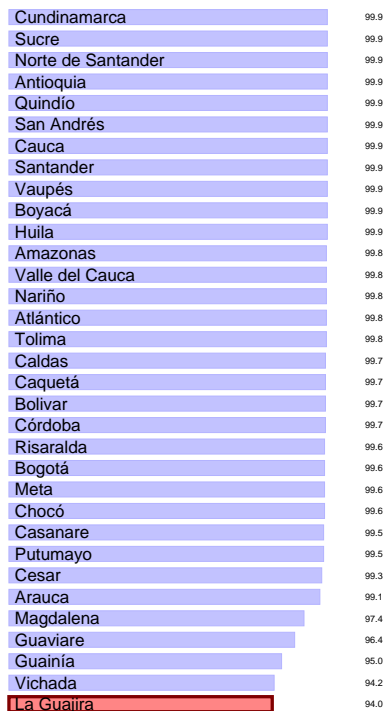 Cundinamarca 99.9
Sucre 99.9
Norte de Santander 99.9
Antioquia 99.9
Quindío 99.9
San Andrés 99.9
Cauca 99.9
Santander 99.9
Vaupés 99.9
Boyacá 99.9
Huila 99.9
Amazonas 99.8
Valle del Cauca 99.8
Nariño 99.8
Atlántico 99.8
Tolima 99.8
Caldas 99.7
Caquetá 99.7
Bolivar 99.7
Córdoba 99.7
Risaralda 99.6
Bogotá 99.6
Meta 99.6
Chocó 99.6
Casanare 99.5
Putumayo 99.5
Cesar 99.3
Arauca 99.1
Magdalena 97.4
Guaviare 96.4
Guainía 95.0
Vichada 94.2
La Guajira 94.0